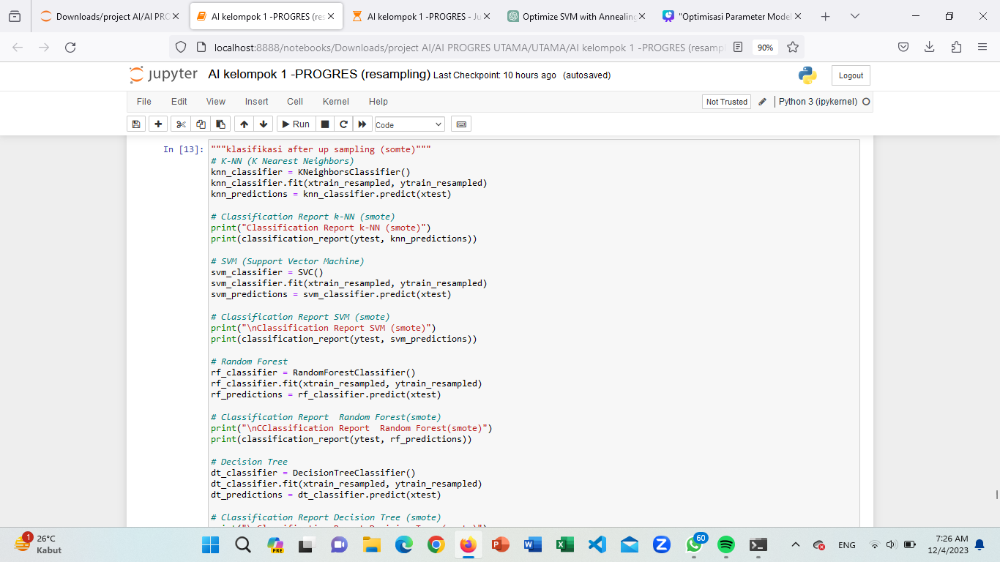 Downloads/project AI/AI PRO
AI kelompok 1 -PROGRES (res
AI kelompok 1 -PROGRES - Ju
Optimize SVM with Annealing
"Optimisasi Parameter Model
localhost:8888/notebooks/Downloads/project AI/AI PROGRES UTAMA/UTAMA/AI kelompok 1 -PROGRES (resampl
90%
jupyter AI kelompok 1 -PROGRES (resampling) Last Checkpoint: 10 hours ago (autosaved)
Logout
File Edit View Insert Cell Kernel Help
Not Trusted
Python 3 (ipykernel)
Run
Code
In [13]:
"""klasifikasi after up sampling (somte)"""
# K-NN (K Nearest Neighbors)
knn_classifier = KNeighborsClassifier()
knn_classifier.fit(xtrain_resampled, ytrain_resampled)
knn_predictions = knn_classifier.predict(xtest)
# Classification Report k-NN (smote)
print("Classification Report k-NN (smote)")
print(classification_report(ytest, knn_predictions))
# SVM (Support Vector Machine)
svm_classifier = SVC()
svm_classifier.fit(xtrain_resampled, ytrain_resampled)
svm_predictions = svm_classifier.predict(xtest)
# Classification Report SVM (smote)
print("\nClassification Report SVM (smote)")
print(classification_report(ytest, svm_predictions))
# Random Forest
rf_classifier = RandomForestClassifier()
rf_classifier.fit(xtrain_resampled, ytrain_resampled)
rf_predictions = rf_classifier.predict(xtest)
# Classification Report  Random Forest(smote)
print("\nCClassification Report  Random Forest(smote)")
print(classification_report(ytest, rf_predictions))
# Decision Tree
dt_classifier = DecisionTreeClassifier()
dt_classifier.fit(xtrain_resampled, ytrain_resampled)
dt_predictions = dt_classifier.predict(xtest)
# Classification Report Decision Tree (smote)
1
26°C
Kabut
PRE
60
ENG
7:26 AM
12/4/2023